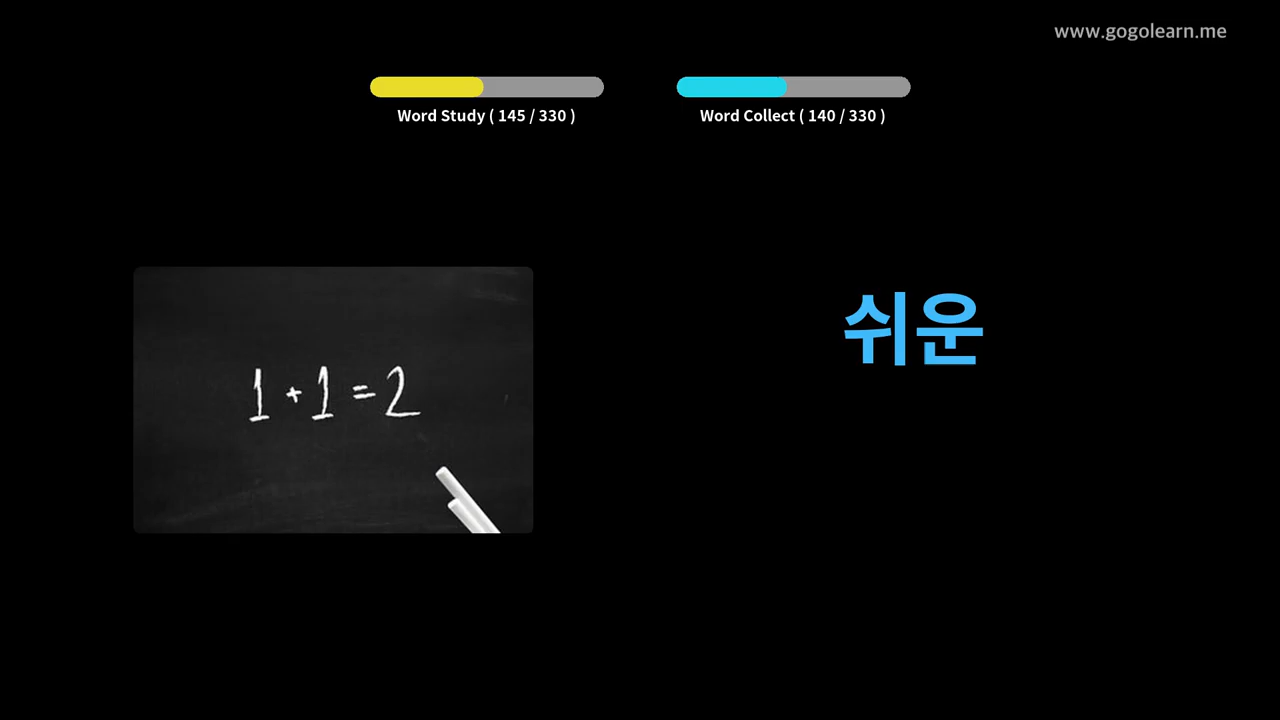 www.gogolearn.me
Word Study ( 145 / 330 )
Word Collect ( 140 / 330 )
1 + 1 = 2
쉬운